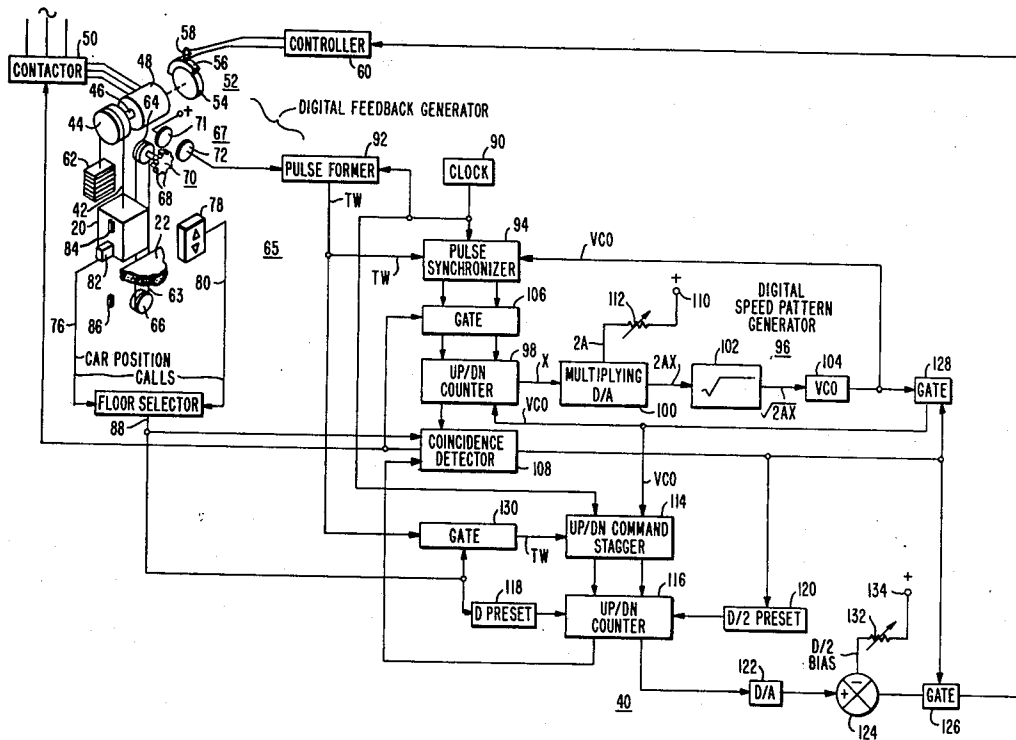 ~
50
CONTACTOR
58
56
CONTROLLER
60
48
46
52
54
64
44
+
71
67
72
DIGITAL FEEDBACK GENERATOR
92
PULSE FORMER
90
CLOCK
62
70
68
42
78
20
84
22
TW
65
94
PULSE
SYNCHRONIZER
VCO
TW
82
80
63
86
66
76
106
GATE
112
+
110
DIGITAL
SPEED PATTERN
GENERATOR
96
2A
98
UP/DN
COUNTER
X
MULTIPLYING
D/A
100
2AX
102
√
√2AX
104
VCO
128
GATE
CAR POSITION
CALLS
FLOOR SELECTOR
88
VCO
COINCIDENCE
DETECTOR
108
VCO
130
GATE
TW
114
UP/DN COMMAND
STAGGER
118
D PRESET
116
UP/DN
COUNTER
120
D/2 PRESET
+
134
132
D/2
BIAS
122
D/A
+
−
124
GATE
126
40